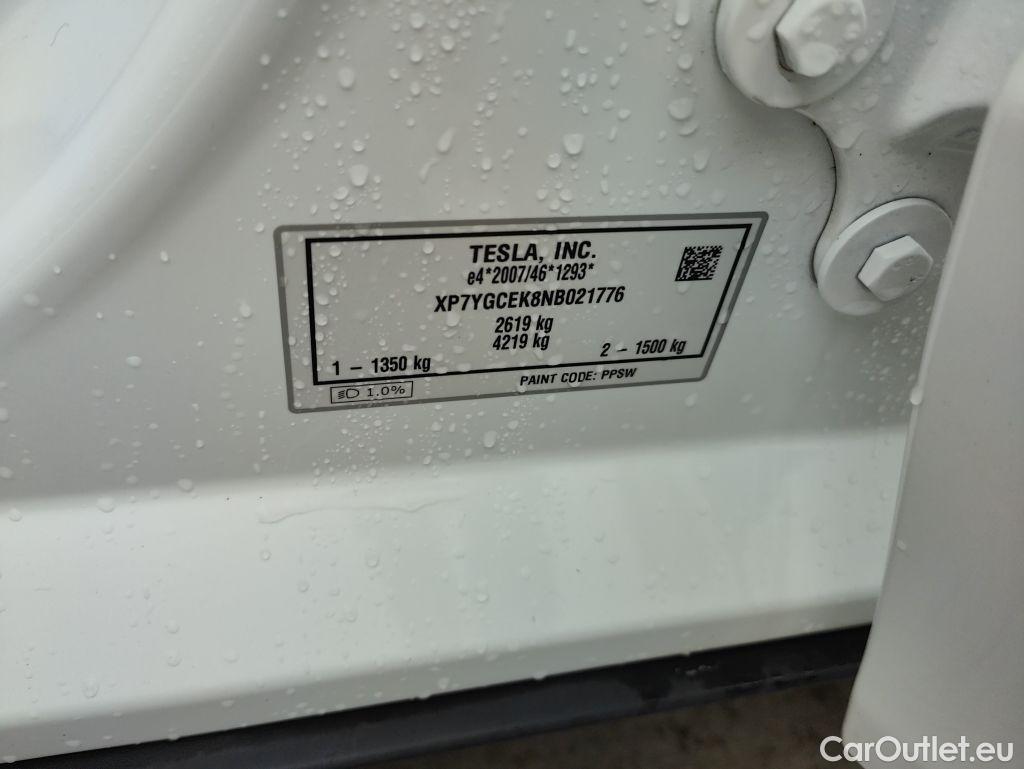 TESLA, INC.
e4*2007/46*1293*
XP7YGCEK8NB021776
2619 kg
4219 kg
1 – 1350 kg
2 – 1500 kg
1.0%
PAINT CODE: PPSW
CarOutlet.eu